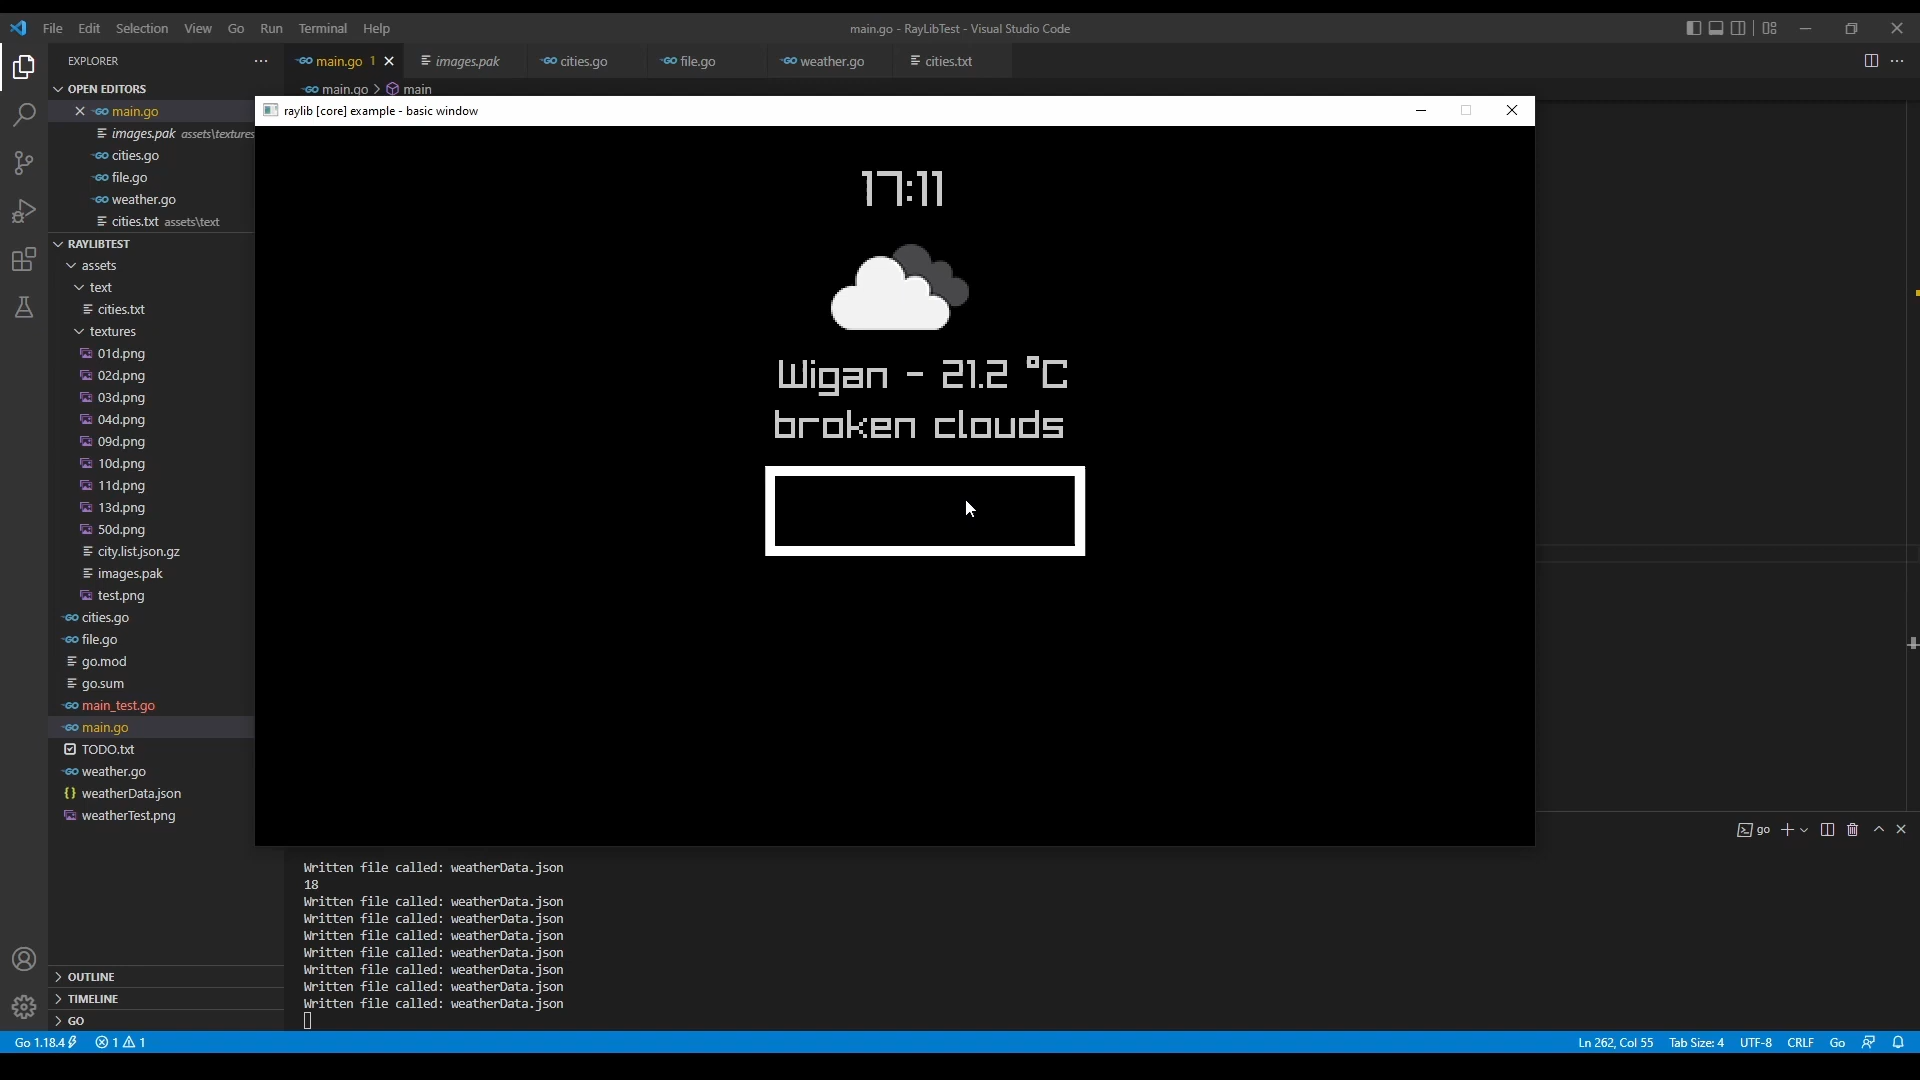 File Edit Selection View Go Run Terminal Help
main.go - RayLibTest - Visual Studio Code
EXPLORER
main.go 1
images.pak
cities.go
file.go
weather.go
cities.txt
OPEN EDITORS
main.go > main
main.go
images.pak assets\textures
cities.go
file.go
weather.go
cities.txt assets\text
RAYLIBTEST
assets
text
cities.txt
textures
01d.png
02d.png
03d.png
04d.png
09d.png
10d.png
11d.png
13d.png
50d.png
city.list.json.gz
images.pak
test.png
cities.go
file.go
go.mod
go.sum
main_test.go
main.go
TODO.txt
weather.go
weatherData.json
weatherTest.png
OUTLINE
TIMELINE
GO
raylib [core] example - basic window
17:11
Wigan - 21.2 °C
broken clouds
go
Written file called: weatherData.json
18
Written file called: weatherData.json
Written file called: weatherData.json
Written file called: weatherData.json
Written file called: weatherData.json
Written file called: weatherData.json
Written file called: weatherData.json
Written file called: weatherData.json
Go 1.18.4 1 1
Ln 262, Col 55 Tab Size: 4 UTF-8 CRLF Go